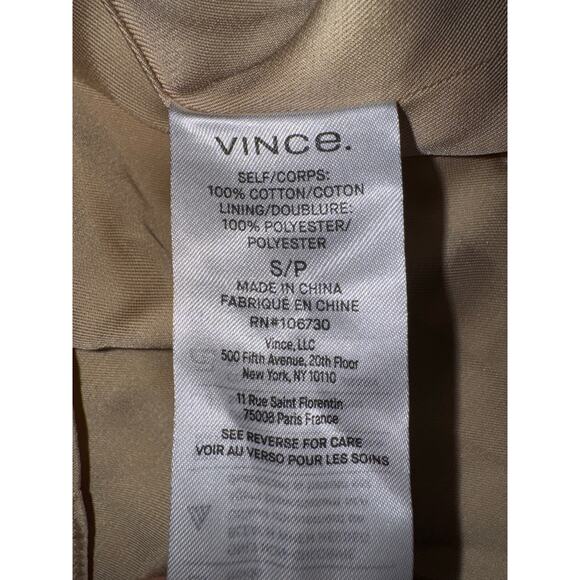 VINCE.
SELF/CORPS:
100% COTTON/COTON
LINING/DOUBLURE:
100% POLYESTER/
POLYESTER
S/P
MADE IN CHINA
FABRIQUÉ EN CHINE
RN#106730
Vince, LLC
500 Fifth Avenue, 20th Floor
New York, NY 10110
11 Rue Saint Florentin
75008 Paris France
SEE REVERSE FOR CARE
VOIR AU VERSO POUR LES SOINS